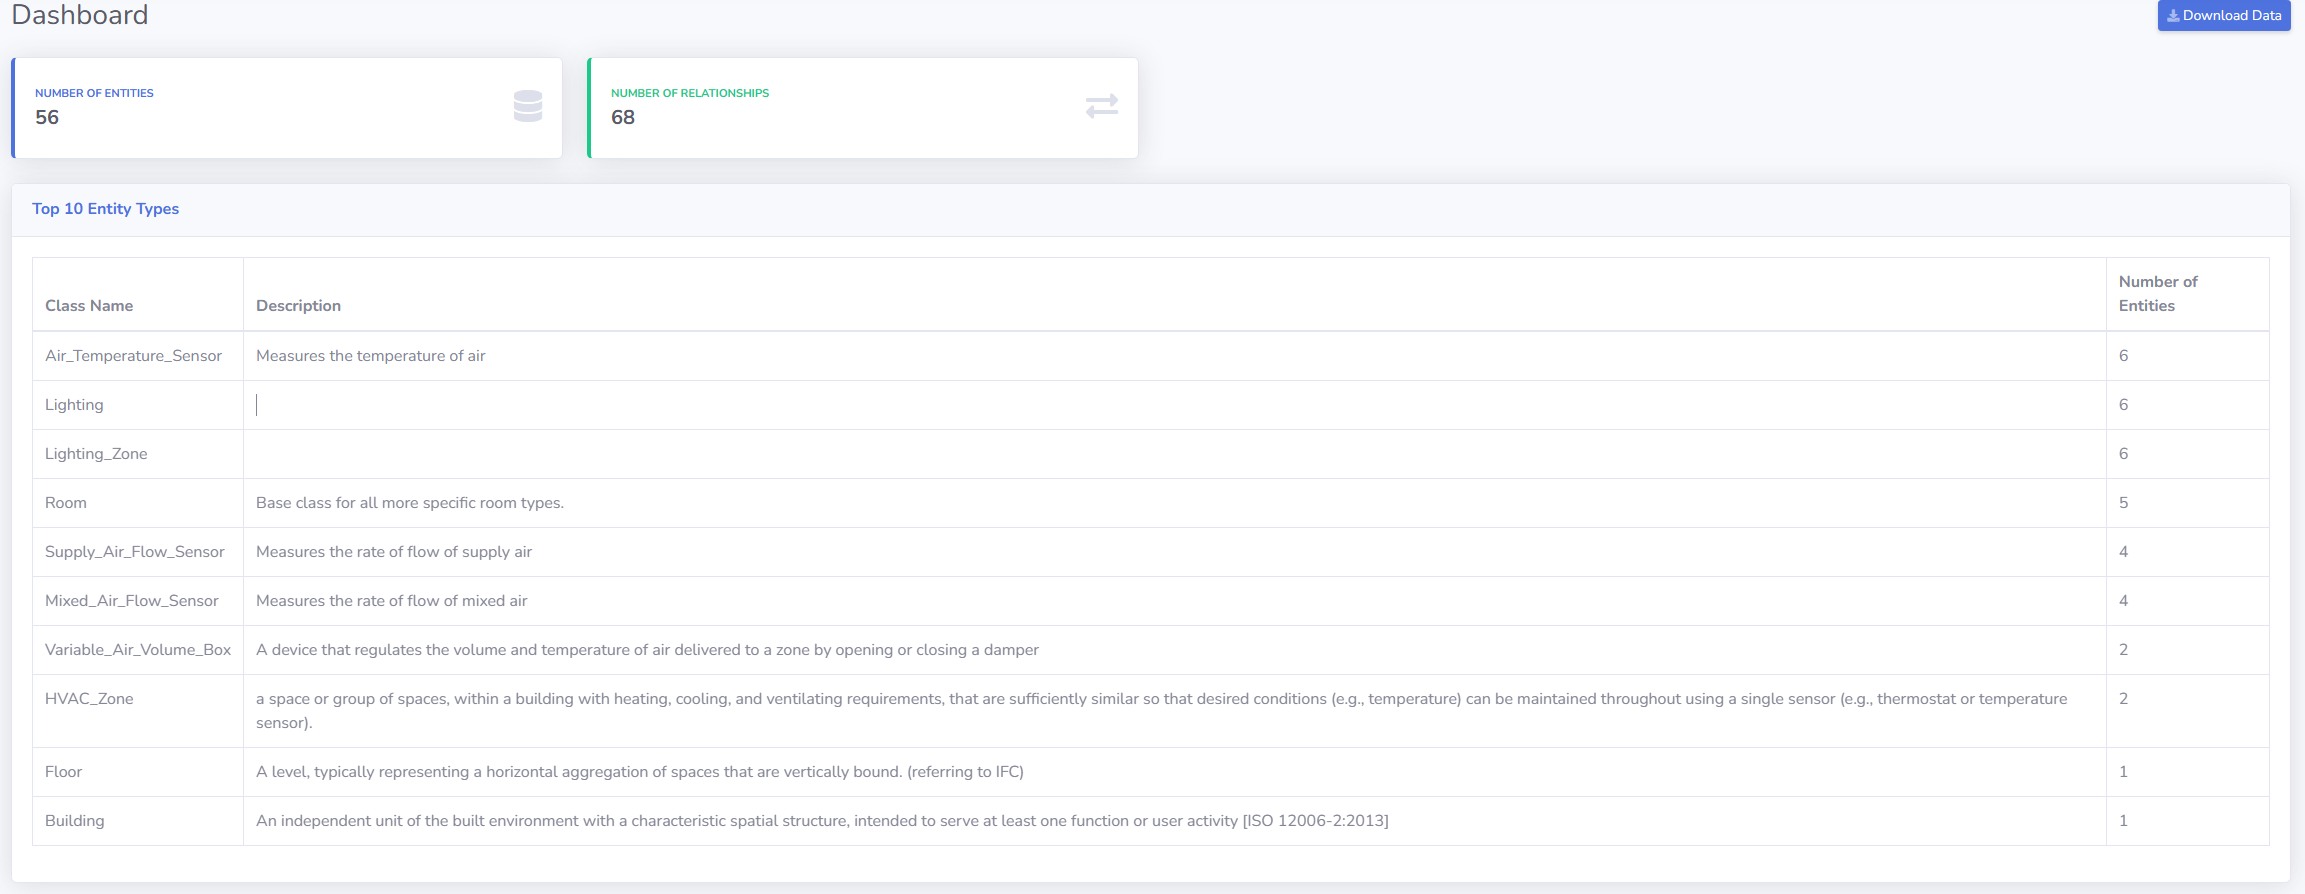 Dashboard
Download Data
NUMBER OF ENTITIES
56
NUMBER OF RELATIONSHIPS
68
Top 10 Entity Types
Class Name
Description
Number of
Entities
Air_Temperature_Sensor
Measures the temperature of air
6
Lighting
6
Lighting_Zone
6
Room
Base class for all more specific room types.
5
Supply_Air_Flow_Sensor
Measures the rate of flow of supply air
4
Mixed_Air_Flow_Sensor
Measures the rate of flow of mixed air
4
Variable_Air_Volume_Box
A device that regulates the volume and temperature of air delivered to a zone by opening or closing a damper
2
HVAC_Zone
a space or group of spaces, within a building with heating, cooling, and ventilating requirements, that are sufficiently similar so that desired conditions (e.g., temperature) can be maintained throughout using a single sensor (e.g., thermostat or temperature
sensor).
2
Floor
A level, typically representing a horizontal aggregation of spaces that are vertically bound. (referring to IFC)
1
Building
An independent unit of the built environment with a characteristic spatial structure, intended to serve at least one function or user activity [ISO 12006-2:2013]
1